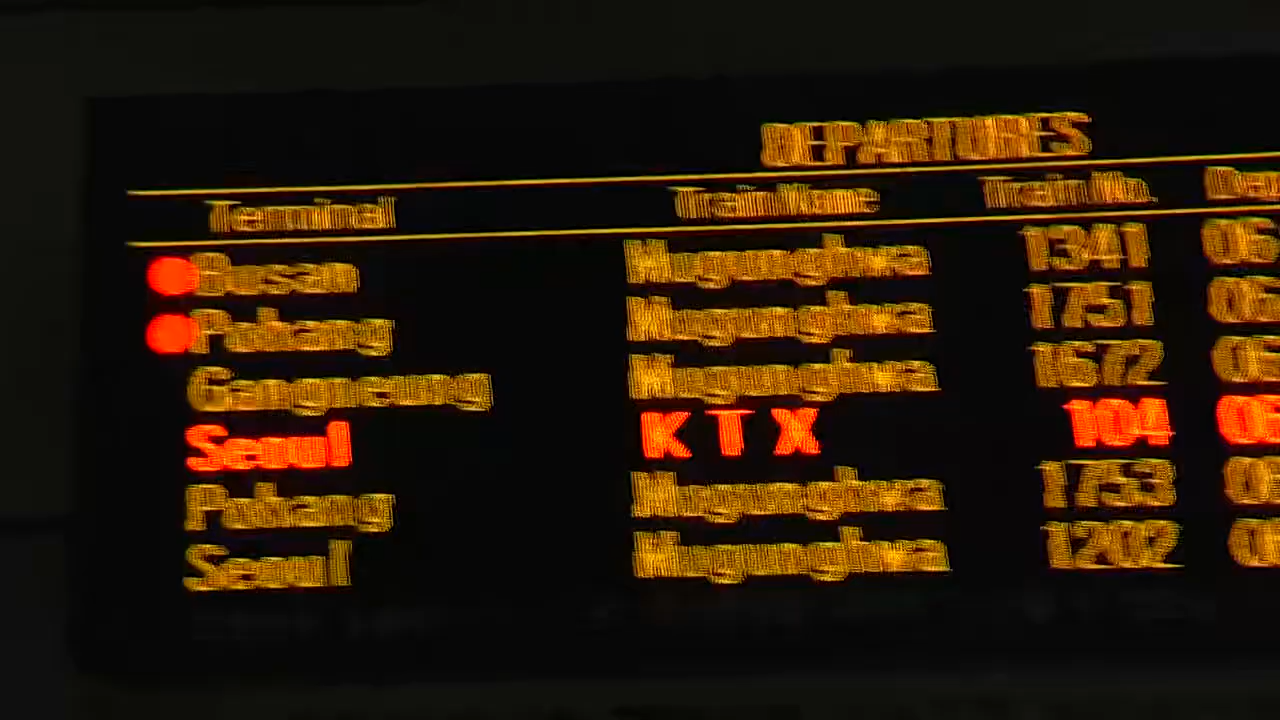 DEPARTURES
Terminal Train Name Train No.
Busan Mugunghwa 1341
Pohang Mugunghwa 1751
Gangneung Mugunghwa 1672
Seoul KTX 104
Pohang Mugunghwa 1753
Seoul Mugunghwa 1202